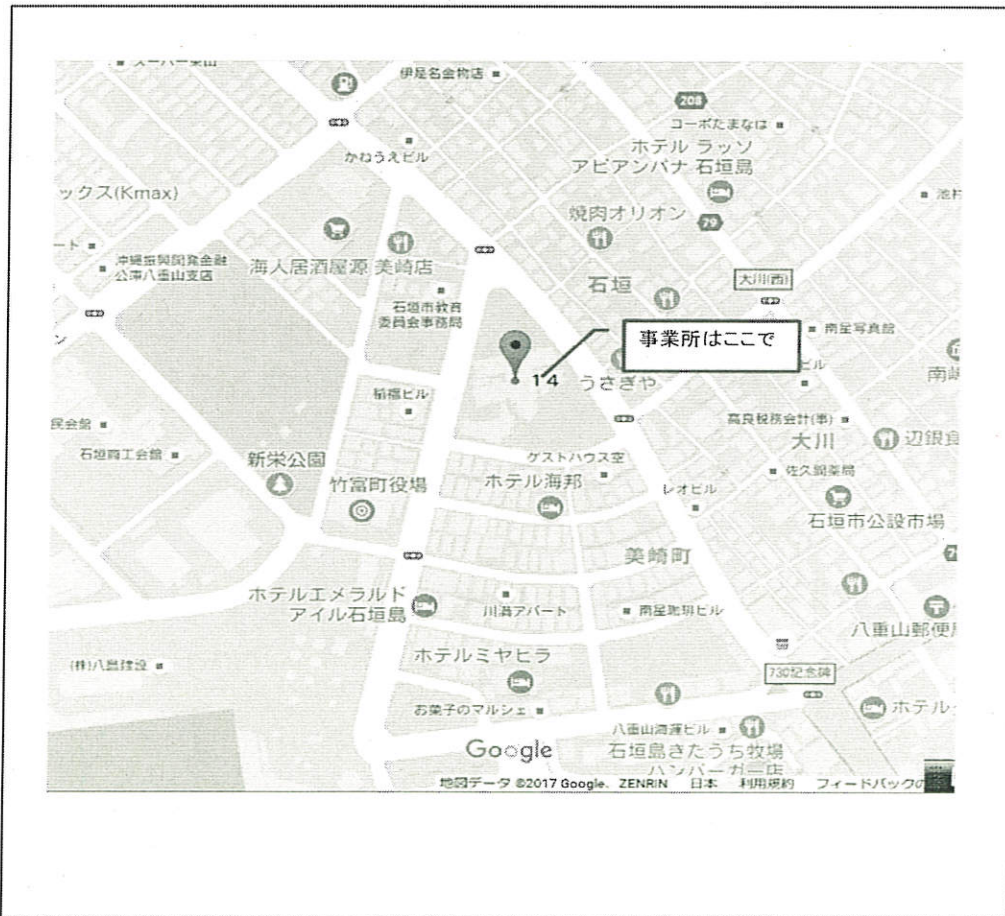 伊是名金物店
208
コーポたまなは
ホテル ラッソ
アビアンパナ 石垣島
かねうえビル
ックス(Kmax)
焼肉オリオン
79
ート
沖縄振興開発金融
公庫八重山支店
海人居酒屋源 美崎店
石垣
大川(西)
石垣市教育
委員会事務局
事業所はここで
南星写真館
14
うさぎや
ビル
稲福ビル
高良税務会計(事)
民会館
大川
辺銀食
石垣商工会館
新栄公園
ゲストハウス空
佐久間薬局
竹富町役場
ホテル海邦
レオビル
石垣市公設市場
美崎町
ホテルエメラルド
アイル石垣島
川満アパート
南星珈琲ビル
八重山郵便
(株)八島建設
ホテルミヤヒラ
730記念碑
お菓子のマルシェ
ホテル
八重山海運ビル
Google
石垣島きたうち牧場
ハンバーガー店
地図データ ©2017 Google、ZENRIN 日本 利用規約 フィードバックの